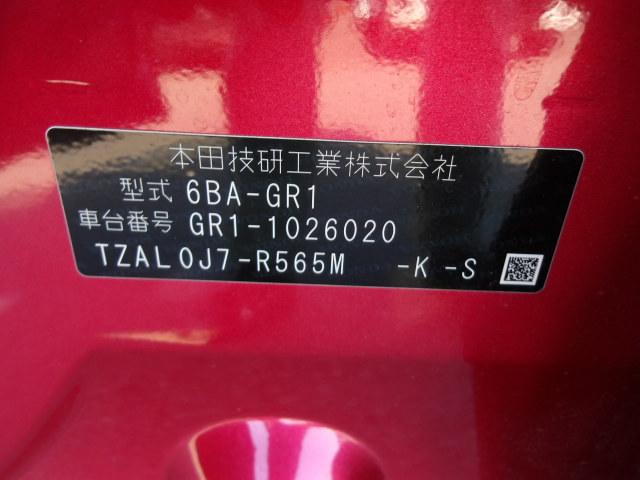 本田技研工業株式会社
型式 6BA-GR1
車台番号 GR1-1026020
TZAL0J7-R565M -K -S